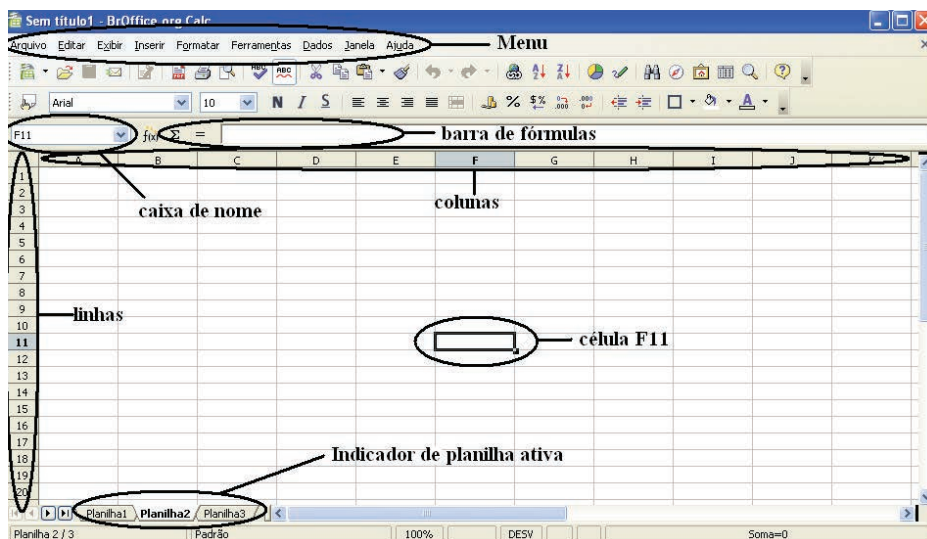 Sem título1 - BrOffice.org Calc
Arquivo Editar Exibir Inserir Formatar Ferramentas Dados Janela Ajuda
Menu
Arial 10 N I S
F11 f(x) Σ =
barra de fórmulas
A B C D E F G H I J K
1
2
3
caixa de nome
colunas
4
5
6
7
8
9
linhas
10
11
célula F11
12
13
14
15
16
17
18
Indicador de planilha ativa
19
20
Planilha1 Planilha2 Planilha3
Planilha 2 / 3 Padrão 100% DESV Soma=0